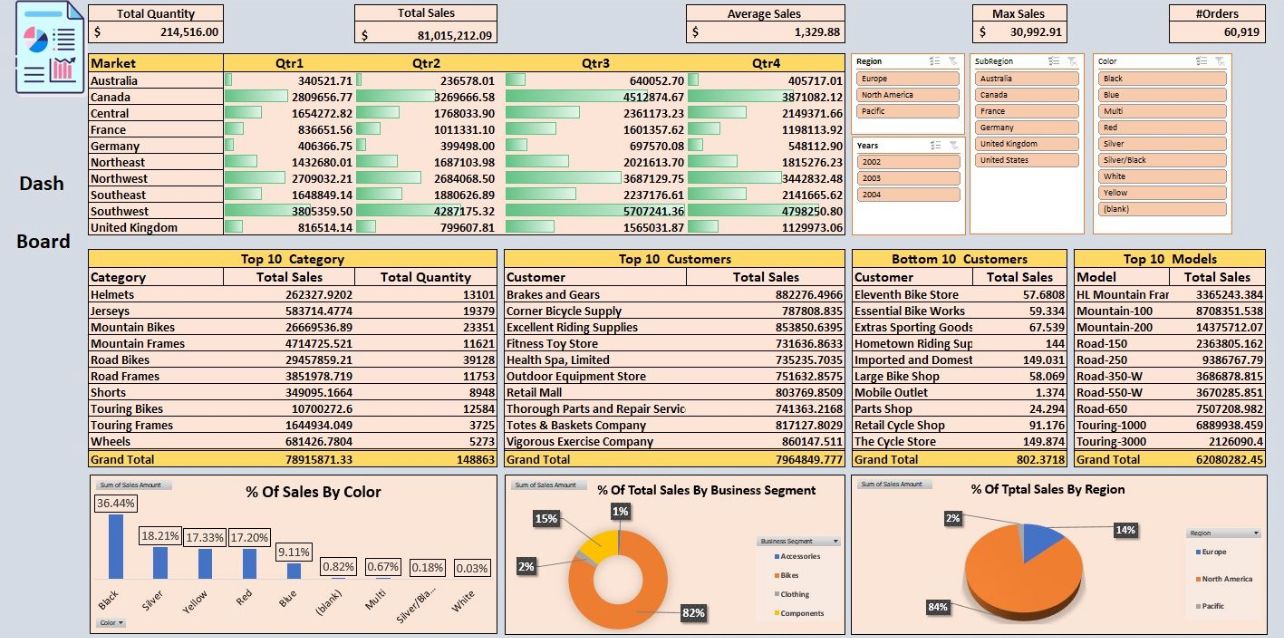 Total Quantity
$ 214,516.00
Total Sales
$ 81,015,212.09
Average Sales
$ 1,329.88
Max Sales
$ 30,992.91
#Orders
60,919
Dash
Board
Market Qtr1 Qtr2 Qtr3 Qtr4
Australia 340521.71 236578.01 640052.70 405717.01
Canada 2809656.77 3269666.58 4512874.67 3871082.12
Central 1654272.82 1768033.90 2361173.23 2149371.66
France 836651.56 1011331.10 1601357.62 1198113.92
Germany 406366.75 399498.00 697570.08 548112.90
Northeast 1432680.01 1687103.98 2021613.70 1815276.23
Northwest 2709032.21 2684068.50 3687129.75 3442832.48
Southeast 1648849.14 1880626.89 2237176.61 2141665.62
Southwest 3805359.50 4287175.32 5707241.36 4798250.80
United Kingdom 816514.14 799607.81 1565031.87 1129973.06
Region
Europe
North America
Pacific
Years
2002
2003
2004
SubRegion
Australia
Canada
France
Germany
United Kingdom
United States
Color
Black
Blue
Multi
Red
Silver
Silver/Black
White
Yellow
(blank)
Top 10 Category
Category Total Sales Total Quantity
Helmets 262327.9202 13101
Jerseys 583714.4774 19379
Mountain Bikes 26669536.89 23351
Mountain Frames 4714725.521 11621
Road Bikes 29457859.21 39128
Road Frames 3851978.719 11753
Shorts 349095.1664 8948
Touring Bikes 10700272.6 12584
Touring Frames 1644934.049 3725
Wheels 681426.7804 5273
Grand Total 78915871.33 148863
Top 10 Customers
Customer Total Sales
Brakes and Gears 882276.4966
Corner Bicycle Supply 787808.835
Excellent Riding Supplies 853850.6395
Fitness Toy Store 731636.8633
Health Spa, Limited 735235.7035
Outdoor Equipment Store 751632.8575
Retail Mall 803769.8509
Thorough Parts and Repair Servic 741363.2168
Totes & Baskets Company 817127.8029
Vigorous Exercise Company 860147.511
Grand Total 7964849.777
Bottom 10 Customers
Customer Total Sales
Eleventh Bike Store 57.6808
Essential Bike Works 59.334
Extras Sporting Goods 67.539
Hometown Riding Sup 144
Imported and Domest 149.031
Large Bike Shop 58.069
Mobile Outlet 1.374
Parts Shop 24.294
Retail Cycle Shop 91.176
The Cycle Store 149.874
Grand Total 802.3718
Top 10 Models
Model Total Sales
HL Mountain Frar 3365243.384
Mountain-100 8708351.538
Mountain-200 14375712.07
Road-150 2363805.162
Road-250 9386767.79
Road-350-W 3686878.815
Road-550-W 3670285.851
Road-650 7507208.982
Touring-1000 6889938.459
Touring-3000 2126090.4
Grand Total 62080282.45
Sum of Sales Amount
% Of Sales By Color
36.44%
18.21%
17.33%
17.20%
9.11%
0.82%
0.67%
0.18%
0.03%
Black
Silver
Yellow
Red
Blue
(blank)
Multi
Silver/Bla...
White
Color
Sum of Sales Amount
% Of Total Sales By Business Segment
15%
1%
2%
82%
Business Segment
Accessories
Bikes
Clothing
Components
Sum of Sales Amount
% Of Tptal Sales By Region
2%
14%
84%
Region
Europe
North America
Pacific